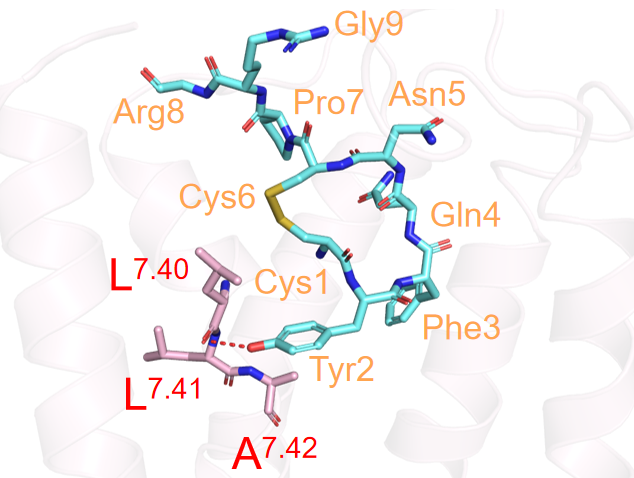 Gly9
Arg8
Pro7
Asn5
Cys6
Gln4
L7.40
Cys1
Phe3
Tyr2
L7.41
A7.42